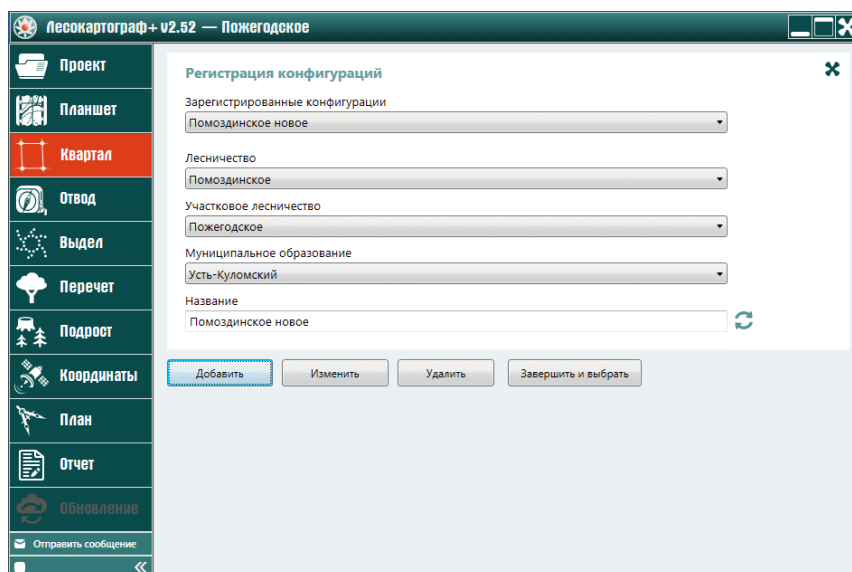 Лесокартограф+ v2.52 — Пожегодское
Проект
Планшет
Квартал
Отвод
Выдел
Перечет
Подрост
Координаты
План
Отчет
Обновление
Отправить сообщение
Регистрация конфигураций
Зарегистрированные конфигурации
Помоздинское новое
Лесничество
Помоздинское
Участковое лесничество
Пожегодское
Муниципальное образование
Усть-Куломский
Название
Помоздинское новое
Добавить
Изменить
Удалить
Завершить и выбрать